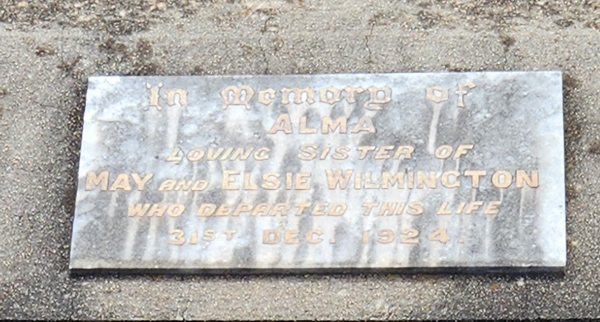 In Memory of
ALMA
LOVING SISTER OF
MAY AND ELSIE WILMINGTON
WHO DEPARTED THIS LIFE
31ST DEC. 1924